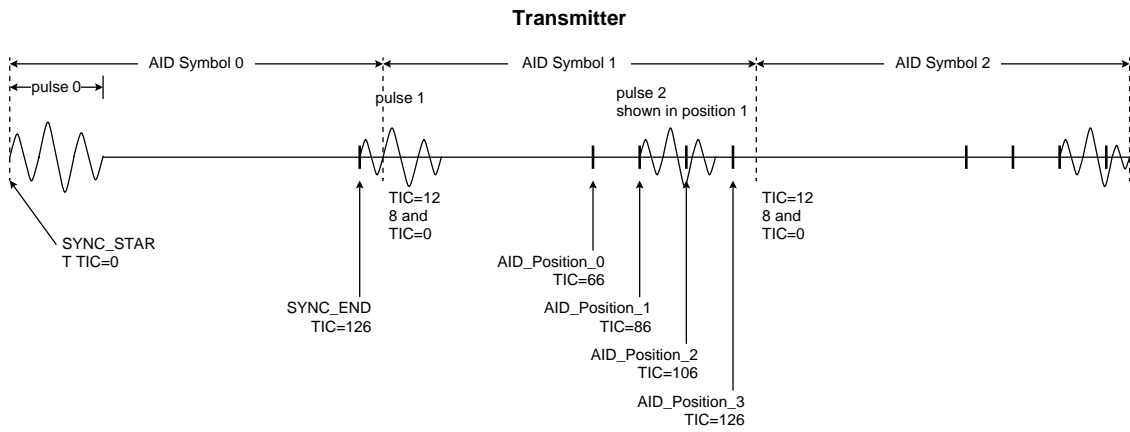 Transmitter
AID Symbol 0
AID Symbol 1
AID Symbol 2
pulse 0
pulse 1
pulse 2
shown in position 1
TIC=12
8 and
TIC=0
TIC=12
8 and
TIC=0
SYNC_STAR
T TIC=0
AID_Position_0
TIC=66
SYNC_END
TIC=126
AID_Position_1
TIC=86
AID_Position_2
TIC=106
AID_Position_3
TIC=126